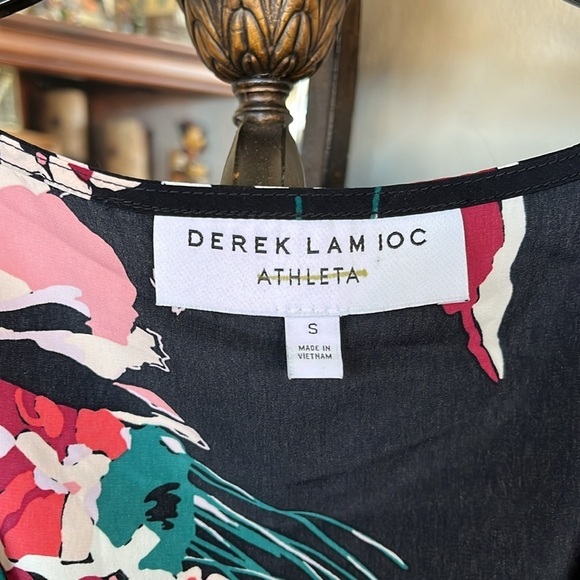 DEREK LAM 10C
ATHLETA
S
MADE IN
VIETNAM